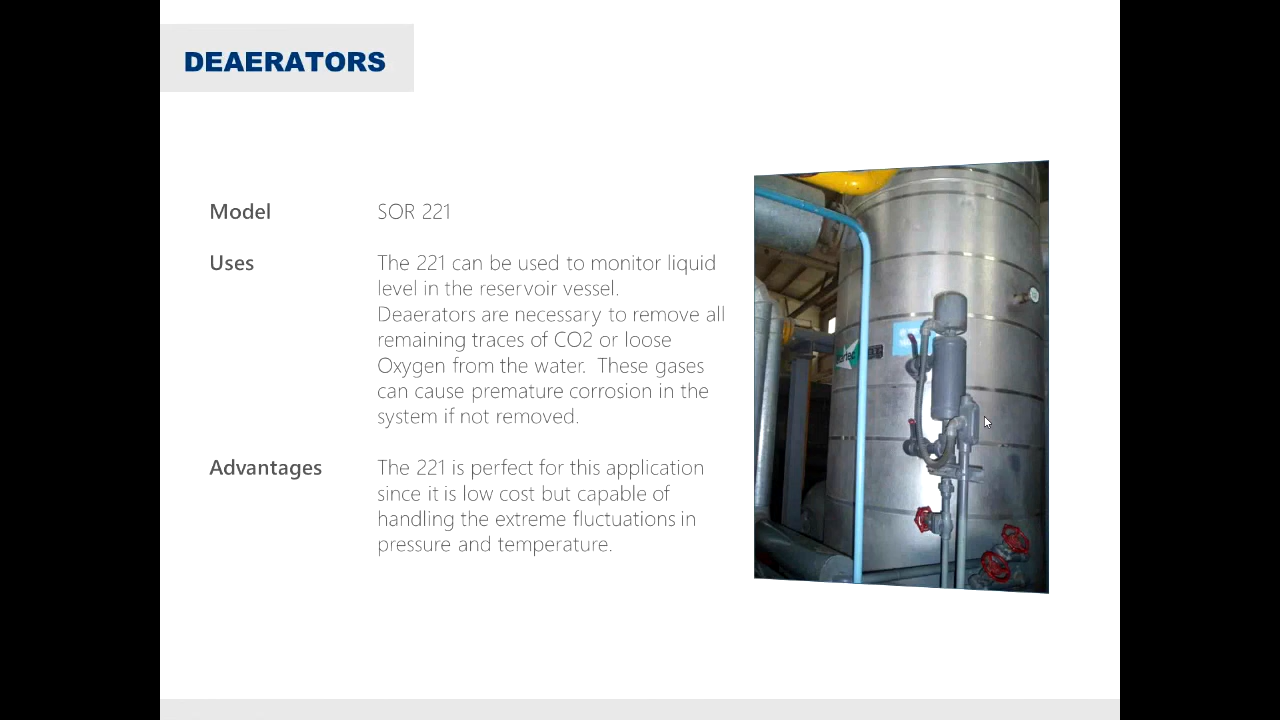 DEAERATORS
Model SOR 221
Uses The 221 can be used to monitor liquid
level in the reservoir vessel.
Deaerators are necessary to remove all
remaining traces of CO2 or loose
Oxygen from the water.  These gases
can cause premature corrosion in the
system if not removed.
Advantages The 221 is perfect for this application
since it is low cost but capable of
handling the extreme fluctuations in
pressure and temperature.